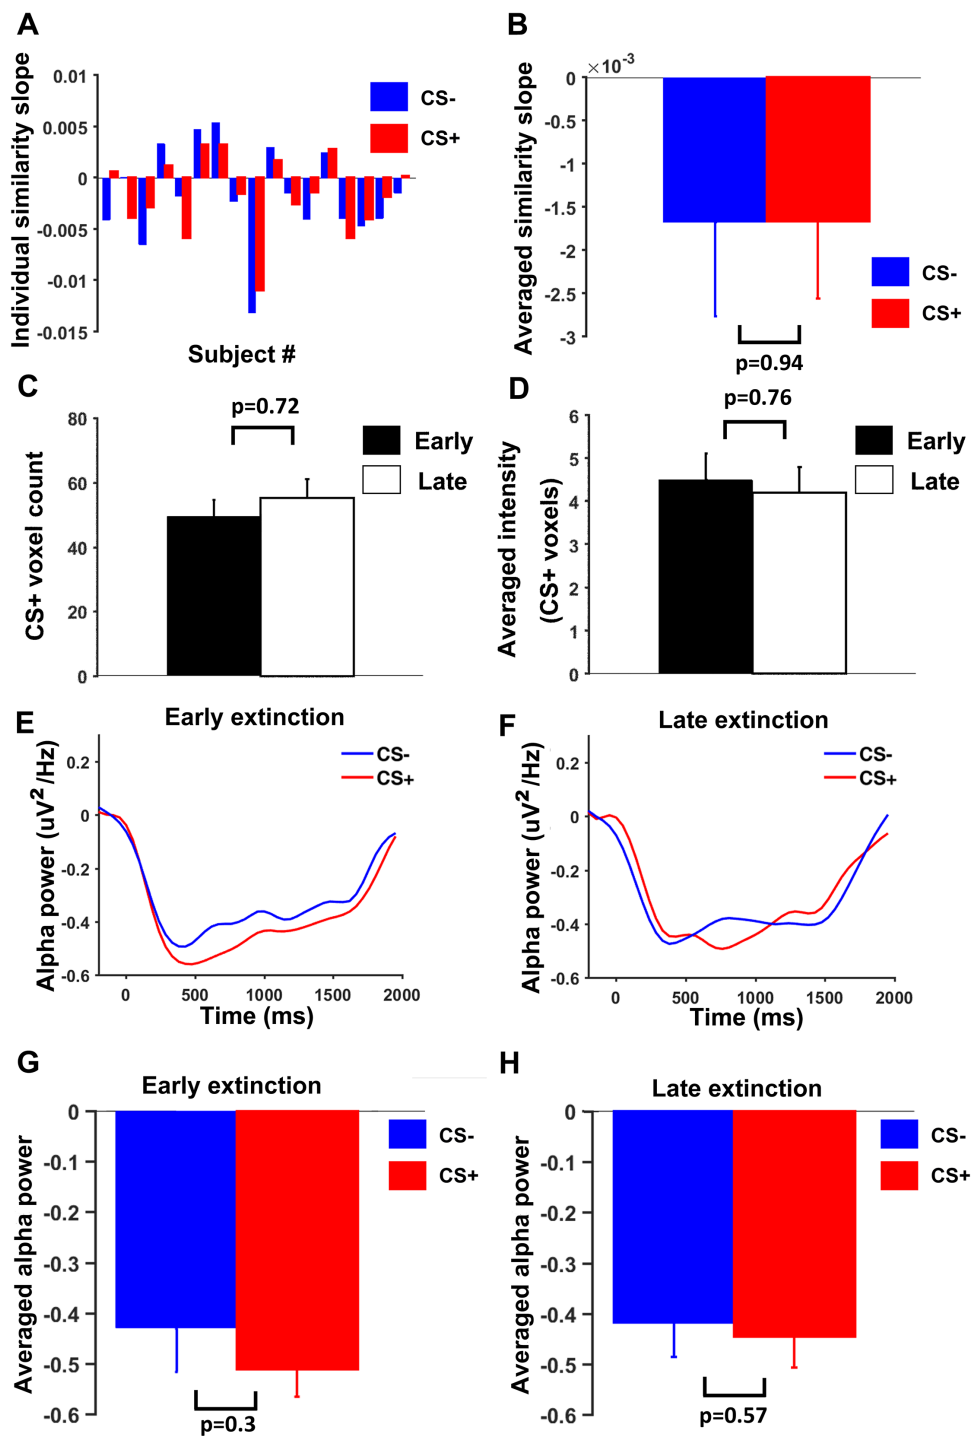 A
Individual similarity slope
0.01
0.005
0
-0.005
-0.01
-0.015
CS-
CS+
Subject #
B
Averaged similarity slope
×10-3
0
-0.5
-1
-1.5
-2
-2.5
-3
CS-
CS+
p=0.94
C
CS+ voxel count
80
60
40
20
0
p=0.72
Early
Late
D
Averaged intensity
(CS+ voxels)
6
5
4
3
2
1
0
p=0.76
Early
Late
E
Early extinction
Alpha power (uV²/Hz)
0.2
0
-0.2
-0.4
-0.6
CS-
CS+
0 500 1000 1500 2000
Time (ms)
F
Late extinction
Alpha power (uV²/Hz)
0.2
0
-0.2
-0.4
-0.6
CS-
CS+
0 500 1000 1500 2000
Time (ms)
G
Early extinction
Averaged alpha power
0
-0.1
-0.2
-0.3
-0.4
-0.5
-0.6
CS-
CS+
p=0.3
H
Late extinction
Averaged alpha power
0
-0.1
-0.2
-0.3
-0.4
-0.5
-0.6
CS-
CS+
p=0.57